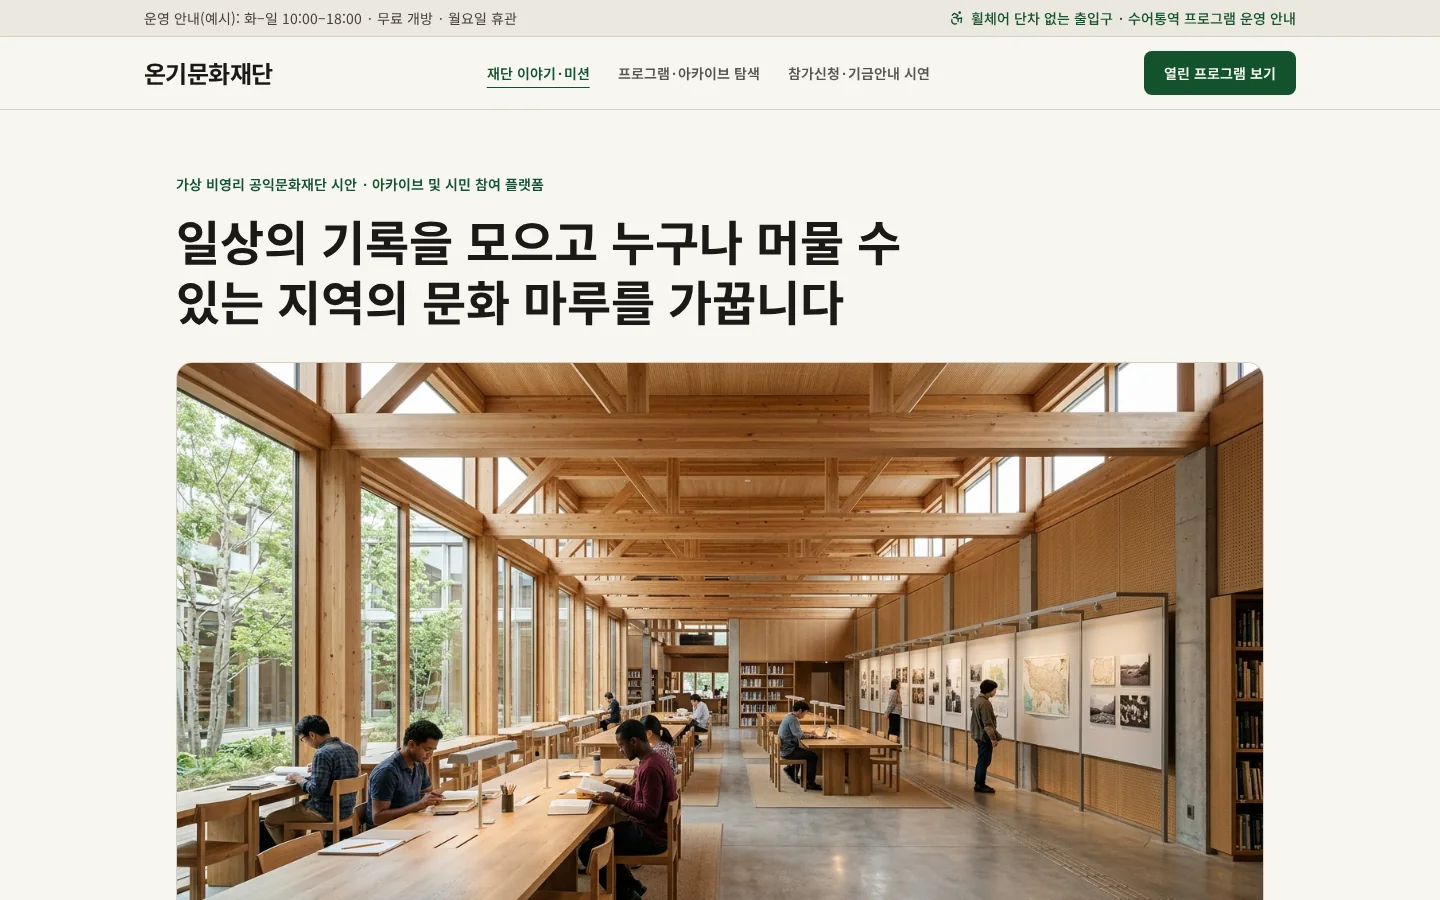 운영 안내(예시): 화–일 10:00–18:00 · 무료 개방 · 월요일 휴관
휠체어 단차 없는 출입구 · 수어통역 프로그램 운영 안내
온기문화재단
재단 이야기·미션
프로그램·아카이브 탐색
참가신청·기금안내 시연
열린 프로그램 보기
가상 비영리 공익문화재단 시안 · 아카이브 및 시민 참여 플랫폼
일상의 기록을 모으고 누구나 머물 수
있는 지역의 문화 마루를 가꿉니다